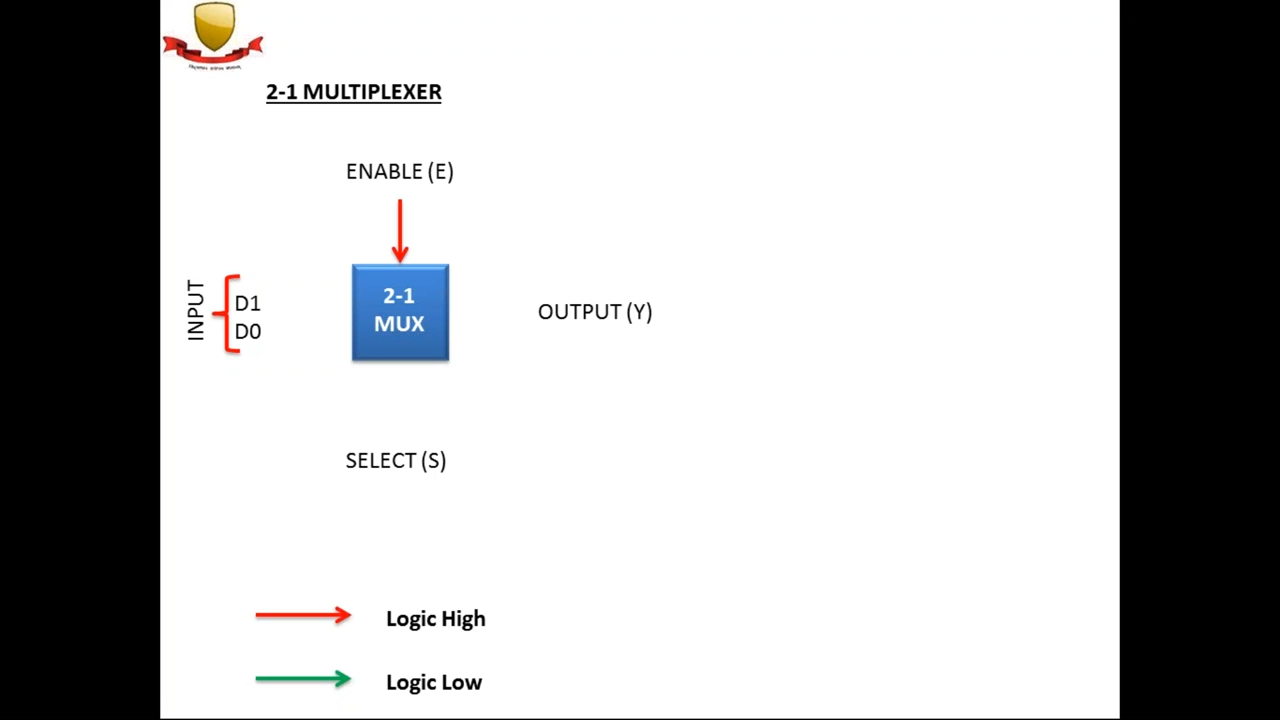 2-1 MULTIPLEXER
ENABLE (E)
INPUT
D1
D0
2-1
MUX
OUTPUT (Y)
SELECT (S)
Logic High
Logic Low